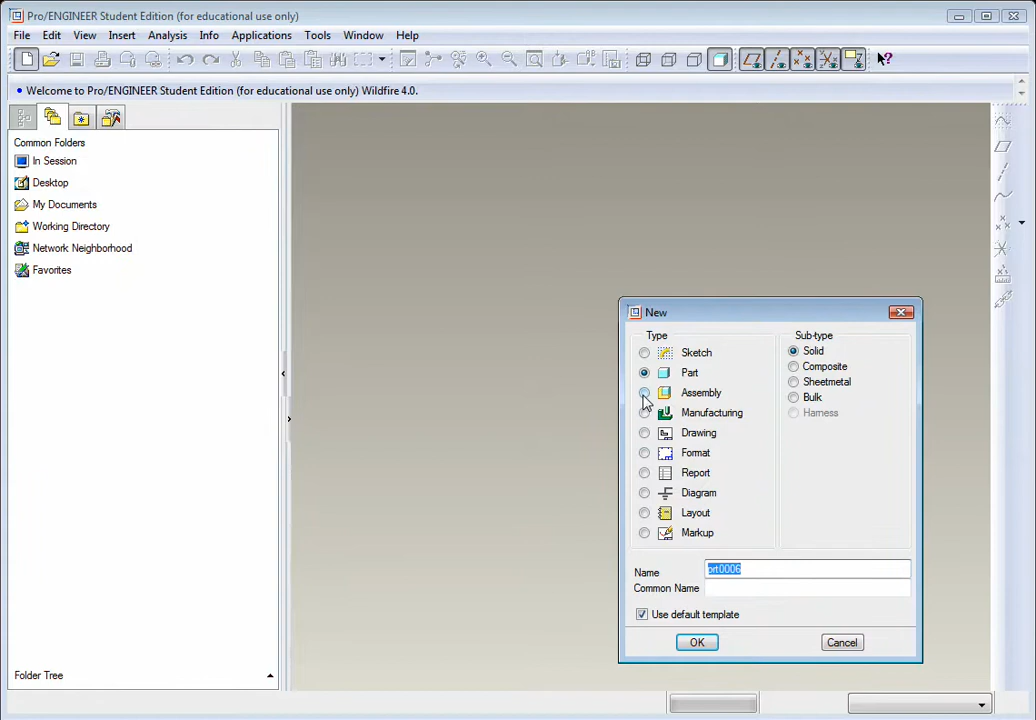 Pro/ENGINEER Student Edition (for educational use only)
File Edit View Insert Analysis Info Applications Tools Window Help
Welcome to Pro/ENGINEER Student Edition (for educational use only) Wildfire 4.0.
Common Folders
In Session
Desktop
My Documents
Working Directory
Network Neighborhood
Favorites
Folder Tree
New
Type
Sketch
Part
Assembly
Manufacturing
Drawing
Format
Report
Diagram
Layout
Markup
Sub-type
Solid
Composite
Sheetmetal
Bulk
Harness
Name prt0006
Common Name
Use default template
OK Cancel